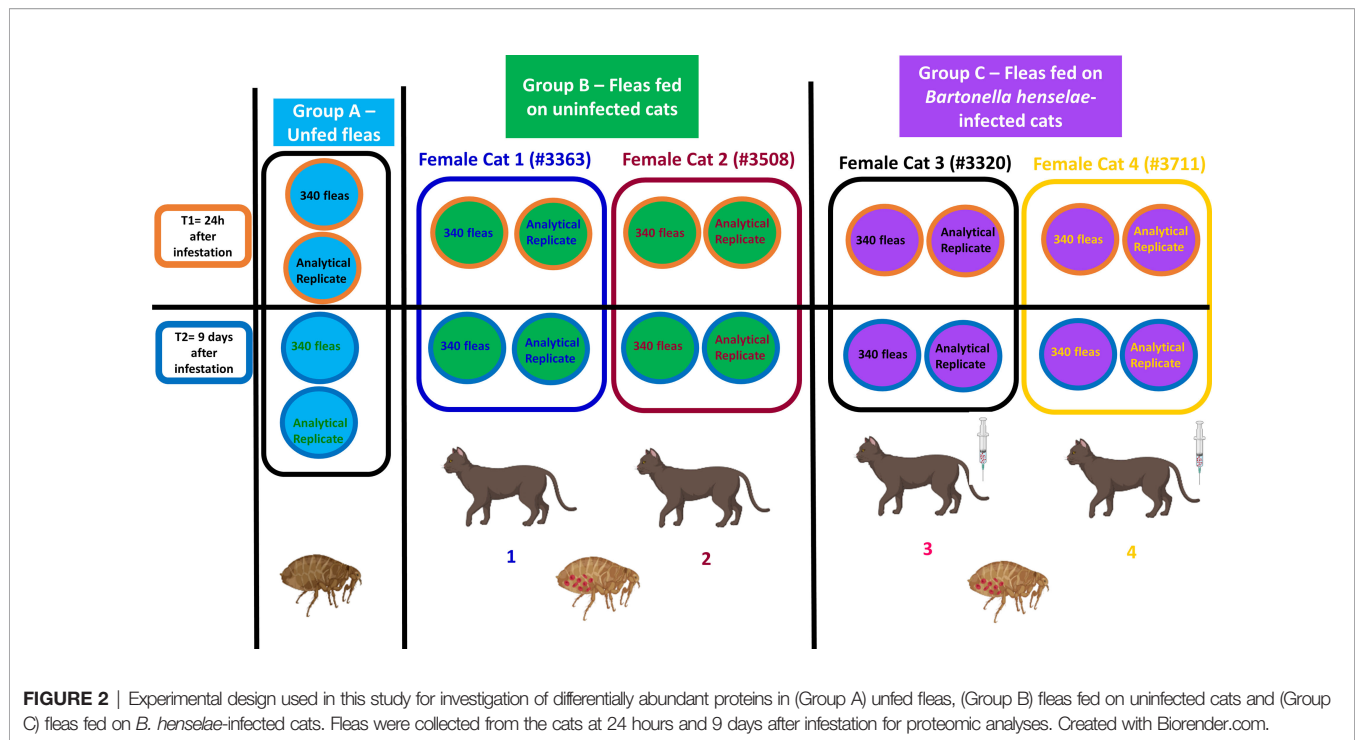 Group A –
Unfed fleas
Group B – Fleas fed
on uninfected cats
Group C – Fleas fed on
Bartonella henselae-
infected cats
Female Cat 1 (#3363)
Female Cat 2 (#3508)
Female Cat 3 (#3320)
Female Cat 4 (#3711)
T1= 24h
after
infestation
340 fleas
Analytical
Replicate
340 fleas
Analytical
Replicate
340 fleas
Analytical
Replicate
340 fleas
Analytical
Replicate
340 fleas
Analytical
Replicate
T2= 9 days
after
infestation
340 fleas
Analytical
Replicate
340 fleas
Analytical
Replicate
340 fleas
Analytical
Replicate
340 fleas
Analytical
Replicate
340 fleas
Analytical
Replicate
1
2
3
4
FIGURE 2 | Experimental design used in this study for investigation of differentially abundant proteins in (Group A) unfed fleas, (Group B) fleas fed on uninfected cats and (Group
C) fleas fed on B. henselae-infected cats. Fleas were collected from the cats at 24 hours and 9 days after infestation for proteomic analyses. Created with Biorender.com.